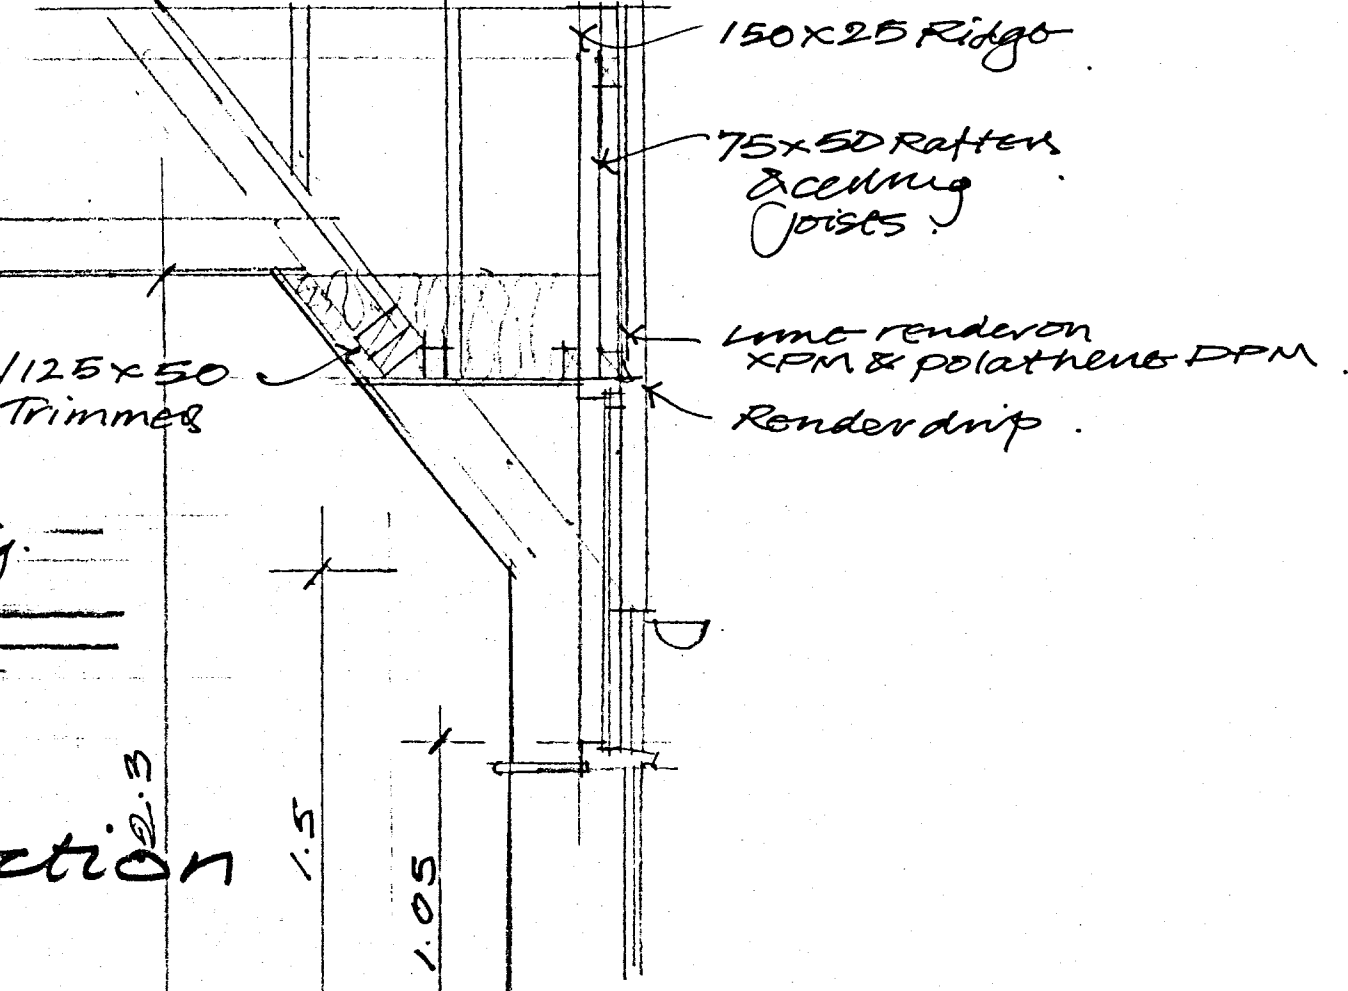 150x25 Ridge
75x50 Rafters
& ceiling
joists.
Lime render on
XPM & polathene DPM.
Render drip.
/125x50
Trimmer
g.
2.3
1.5
1.05
ction